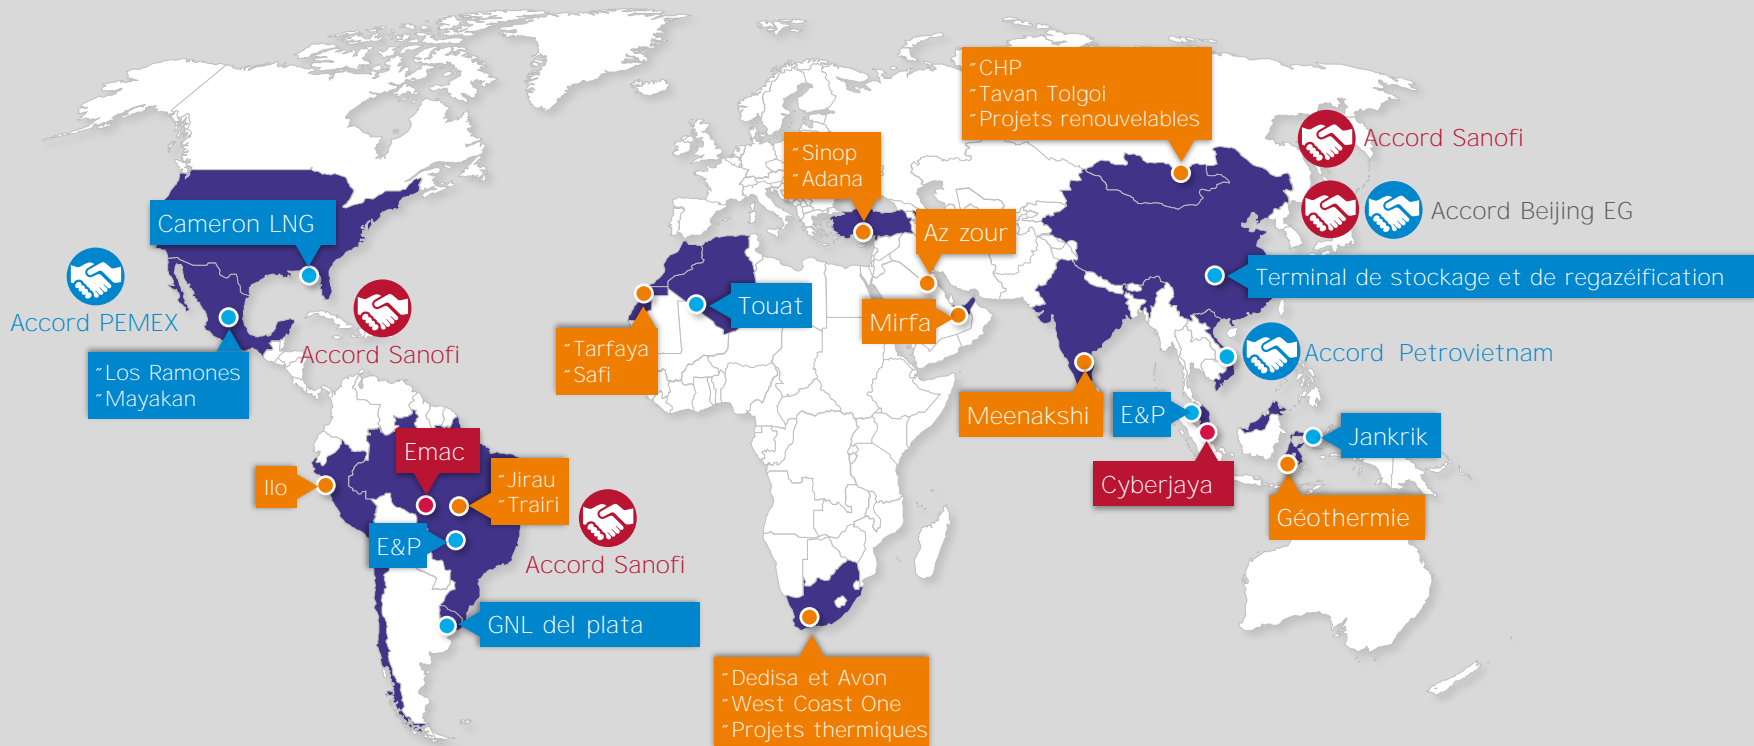 - CHP
- Tavan Tolgoi
- Projets renouvelables
Accord Sanofi
- Sinop
- Adana
Accord Beijing EG
Cameron LNG
Az zour
Terminal de stockage et de regazéification
Touat
Accord PEMEX
Mirfa
Accord Sanofi
- Tarfaya
- Safi
Accord Petrovietnam
- Los Ramones
- Mayakan
Meenakshi
E&P
Jankrik
Emac
Cyberjaya
Ilo
- Jirau
- Trairi
Géothermie
E&P
Accord Sanofi
GNL del plata
- Dedisa et Avon
- West Coast One
- Projets thermiques